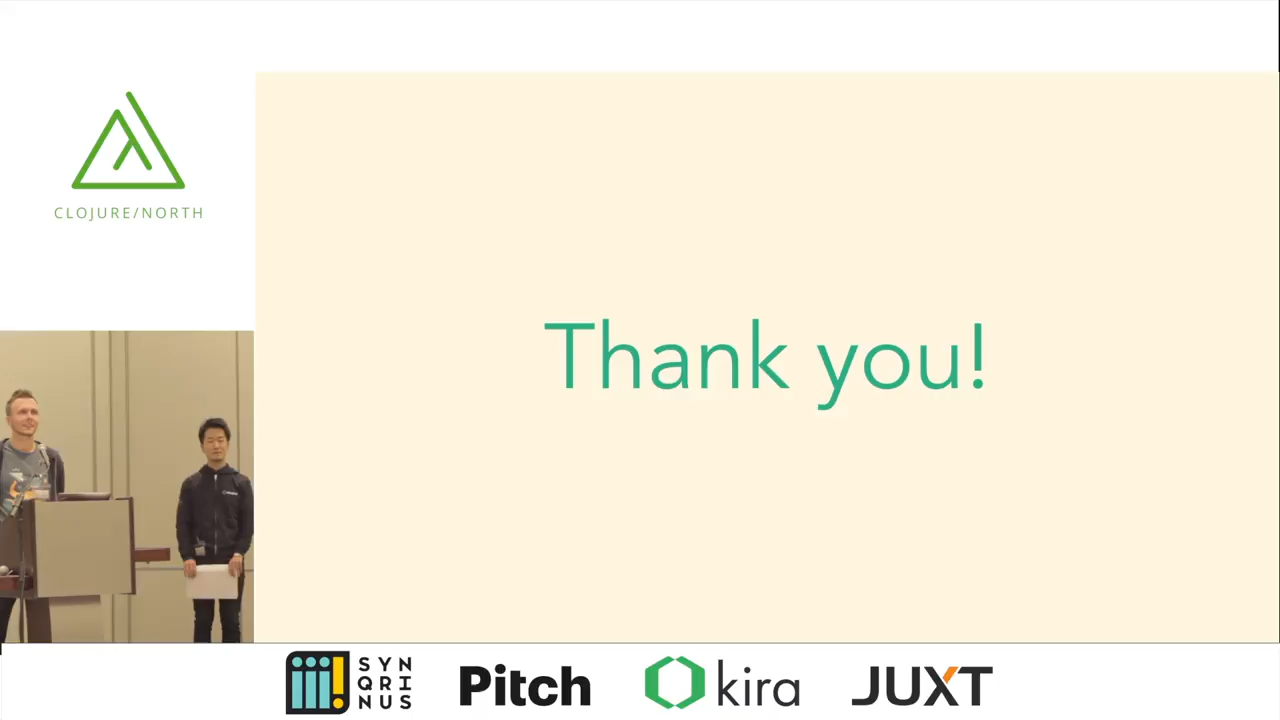 CLOJURE/NORTH
Thank you!
SYN
QRI
NUS
Pitch
kira
JUXT